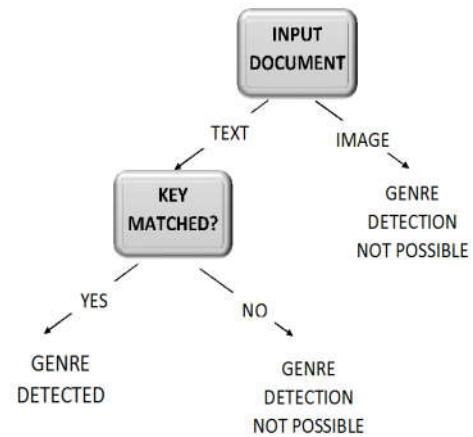 INPUT
DOCUMENT
TEXT
IMAGE
KEY
MATCHED?
GENRE
DETECTION
NOT POSSIBLE
YES
NO
GENRE
DETECTED
GENRE
DETECTION
NOT POSSIBLE